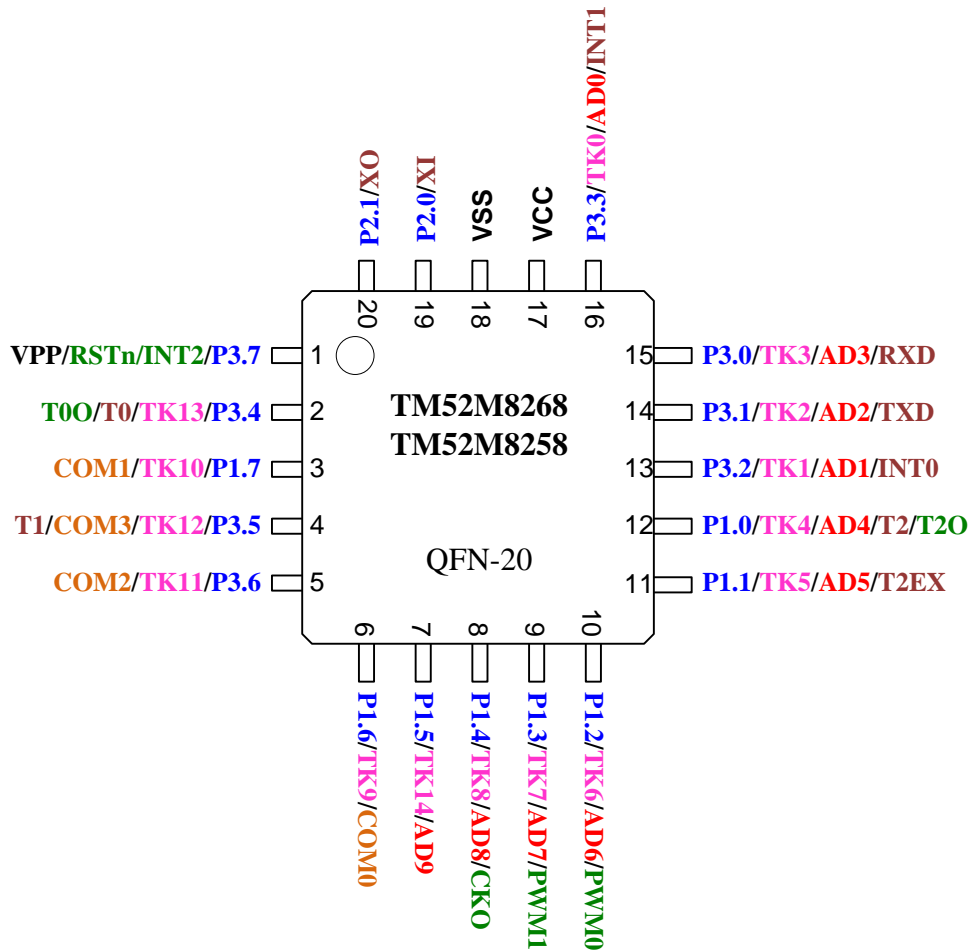 P2.1/XO
P2.0/XI
VSS
VCC
P3.3/TK0/AD0/INT1
20
19
18
17
16
VPP/RSTn/INT2/P3.7
1
T0O/T0/TK13/P3.4
2
COM1/TK10/P1.7
3
T1/COM3/TK12/P3.5
4
COM2/TK11/P3.6
5
TM52M8268
TM52M8258
QFN-20
15
P3.0/TK3/AD3/RXD
14
P3.1/TK2/AD2/TXD
13
P3.2/TK1/AD1/INT0
12
P1.0/TK4/AD4/T2/T2O
11
P1.1/TK5/AD5/T2EX
6
7
8
9
10
P1.6/TK9/COM0
P1.5/TK14/AD9
P1.4/TK8/AD8/CKO
P1.3/TK7/AD7/PWM1
P1.2/TK6/AD6/PWM0